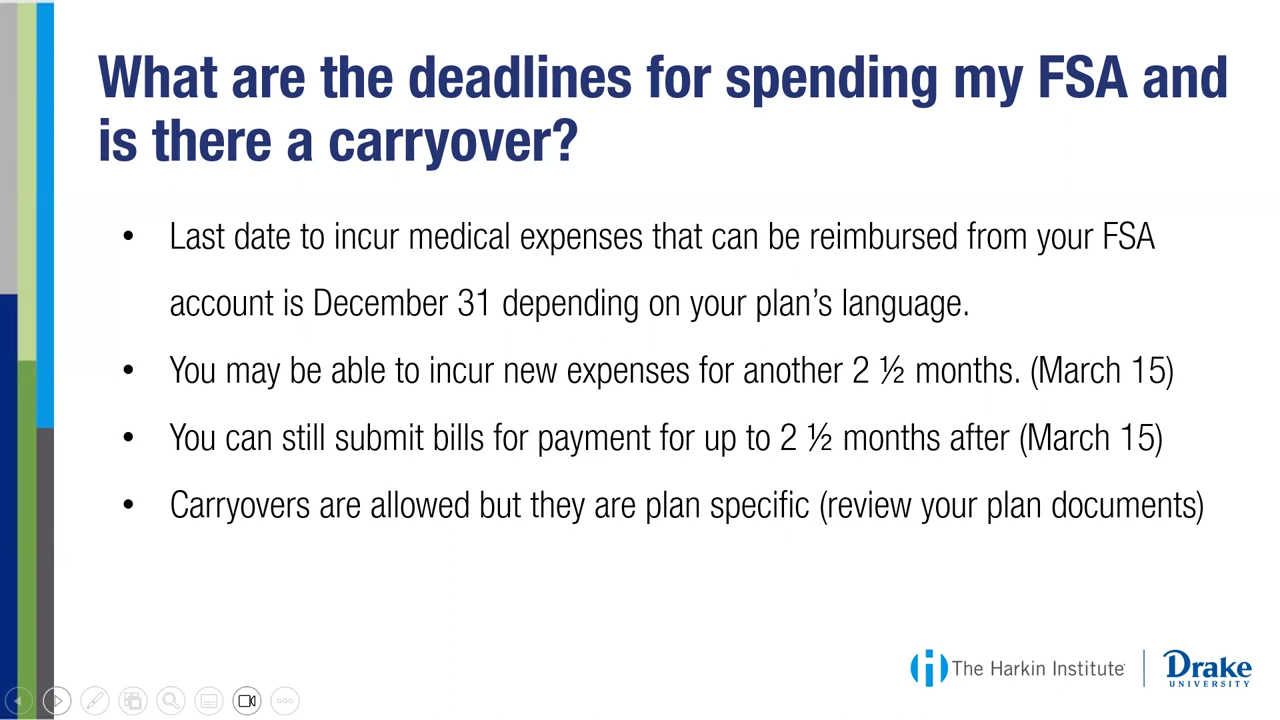 What are the deadlines for spending my FSA and
is there a carryover?
• Last date to incur medical expenses that can be reimbursed from your FSA
account is December 31 depending on your plan’s language.
• You may be able to incur new expenses for another 2 ½ months. (March 15)
• You can still submit bills for payment for up to 2 ½ months after (March 15)
• Carryovers are allowed but they are plan specific (review your plan documents)
The Harkin Institute
Drake
UNIVERSITY